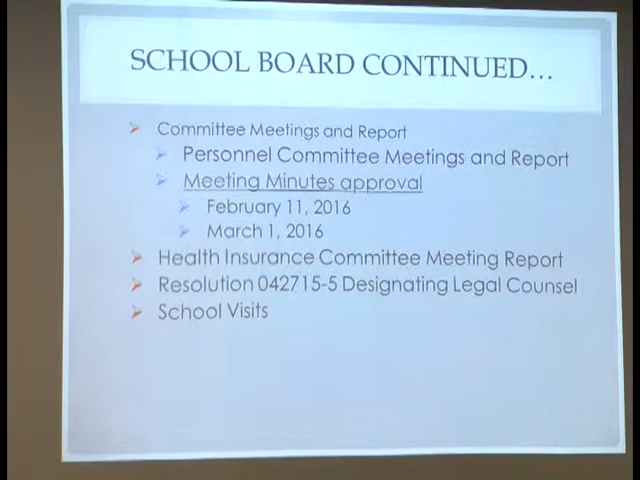 SCHOOL BOARD CONTINUED...
Committee Meetings and Report
Personnel Committee Meetings and Report
Meeting Minutes approval
February 11, 2016
March 1, 2016
Health Insurance Committee Meeting Report
Resolution 042715-5 Designating Legal Counsel
School Visits